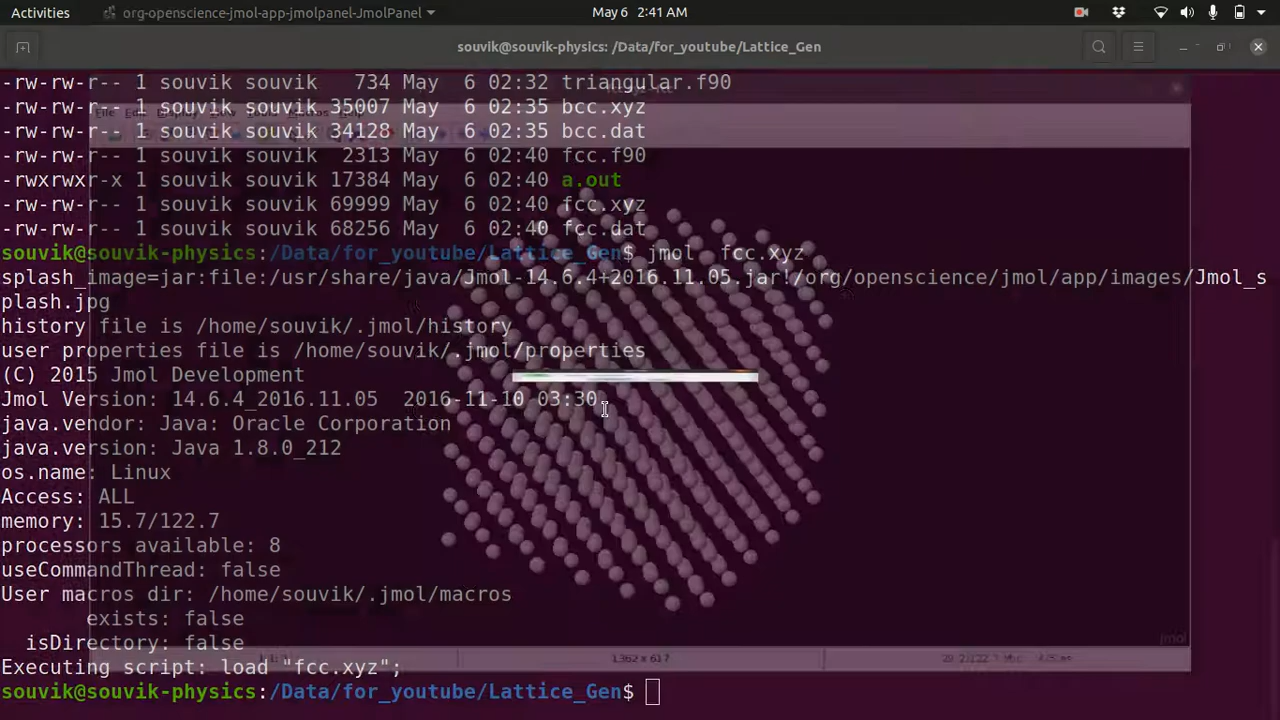 Activities
org-openscience-jmol-app-jmolpanel-JmolPanel
May 6 2:41 AM
souvik@souvik-physics: /Data/for_youtube/Lattice_Gen
-rw-rw-r-- 1 souvik souvik 734 May 6 02:32 triangular.f90
-rw-rw-r-- 1 souvik souvik 35007 May 6 02:35 bcc.xyz
-rw-rw-r-- 1 souvik souvik 34128 May 6 02:35 bcc.dat
-rw-rw-r-- 1 souvik souvik 2313 May 6 02:40 fcc.f90
-rwxrwxr-x 1 souvik souvik 17384 May 6 02:40 a.out
-rw-rw-r-- 1 souvik souvik 69999 May 6 02:40 fcc.xyz
-rw-rw-r-- 1 souvik souvik 68256 May 6 02:40 fcc.dat
souvik@souvik-physics:/Data/for_youtube/Lattice_Gen$ jmol fcc.xyz
splash_image=jar:file:/usr/share/java/Jmol-14.6.4+2016.11.05.jar!/org/openscience/jmol/app/images/Jmol_s
plash.jpg
history file is /home/souvik/.jmol/history
user properties file is /home/souvik/.jmol/properties
(C) 2015 Jmol Development
Jmol Version: 14.6.4_2016.11.05 2016-11-10 03:30
java.vendor: Java: Oracle Corporation
java.version: Java 1.8.0_212
os.name: Linux
Access: ALL
memory: 15.7/122.7
processors available: 8
useCommandThread: false
User macros dir: /home/souvik/.jmol/macros
exists: false
isDirectory: false
Jmol
Executing script: load "fcc.xyz";
1362 x 617
souvik@souvik-physics:/Data/for_youtube/Lattice_Gen$